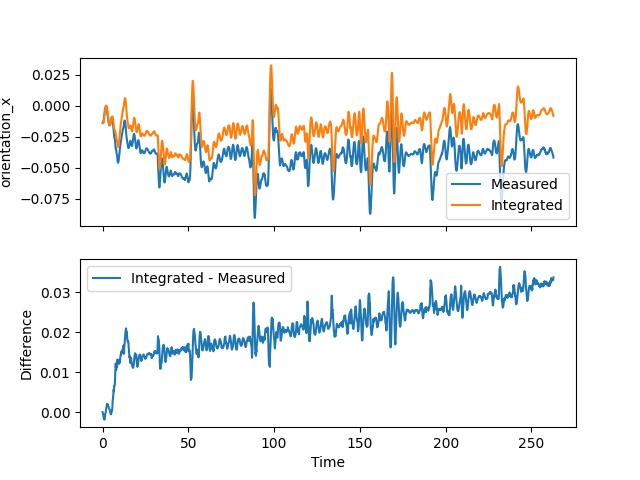 orientation_x
0.025
0.000
−0.025
−0.050
−0.075
Measured
Integrated
Difference
0.03
0.02
0.01
0.00
Integrated - Measured
0 50 100 150 200 250
Time